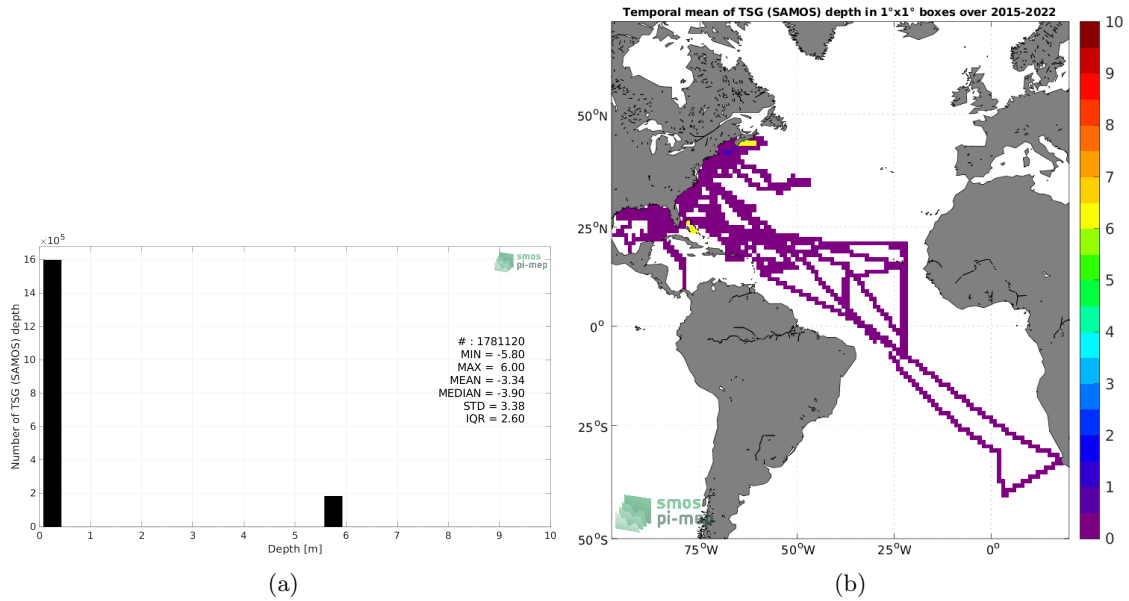 ×10⁵
16
14
12
10
8
6
4
2
0
Number of TSG (SAMOS) depth
smos
pi-mep
# : 1781120
MIN = -5.80
MAX = 6.00
MEAN = -3.34
MEDIAN = -3.90
STD = 3.38
IQR = 2.60
0 1 2 3 4 5 6 7 8 9 10
Depth [m]
(a)
Temporal mean of TSG (SAMOS) depth in 1°x1° boxes over 2015-2022
50°N
25°N
0°
25°S
50°S
75°W 50°W 25°W 0°
smos
pi-mep
10
9
8
7
6
5
4
3
2
1
0
(b)